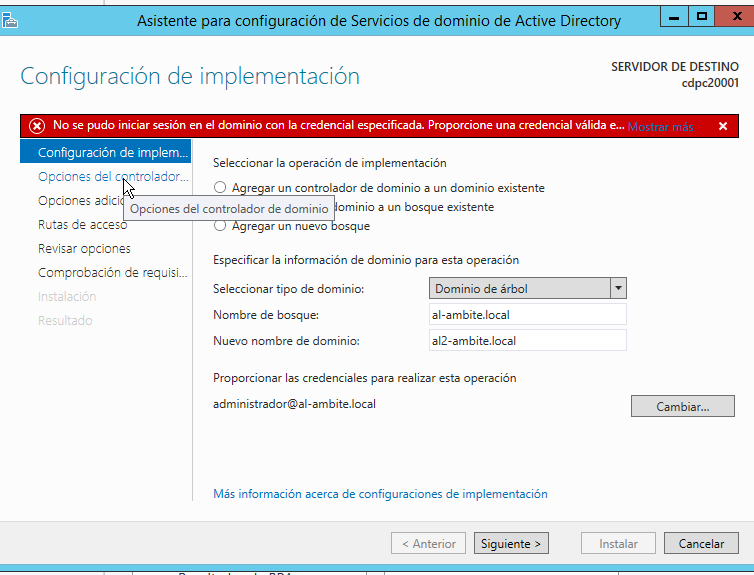 Asistente para configuración de Servicios de dominio de Active Directory
Configuración de implementación
SERVIDOR DE DESTINO
cdpc20001
No se pudo iniciar sesión en el dominio con la credencial especificada. Proporcione una credencial válida e... Mostrar más
Configuración de implem...
Opciones del controlador...
Opciones adici
Opciones del controlador de dominio
Rutas de acceso
Revisar opciones
Comprobación de requisi...
Instalación
Resultado
Seleccionar la operación de implementación
Agregar un controlador de dominio a un dominio existente
dominio a un bosque existente
Agregar un nuevo bosque
Especificar la información de dominio para esta operación
Seleccionar tipo de dominio: Dominio de árbol
Nombre de bosque: al-ambite.local
Nuevo nombre de dominio: al2-ambite.local
Proporcionar las credenciales para realizar esta operación
administrador@al-ambite.local Cambiar...
Más información acerca de configuraciones de implementación
< Anterior Siguiente > Instalar Cancelar